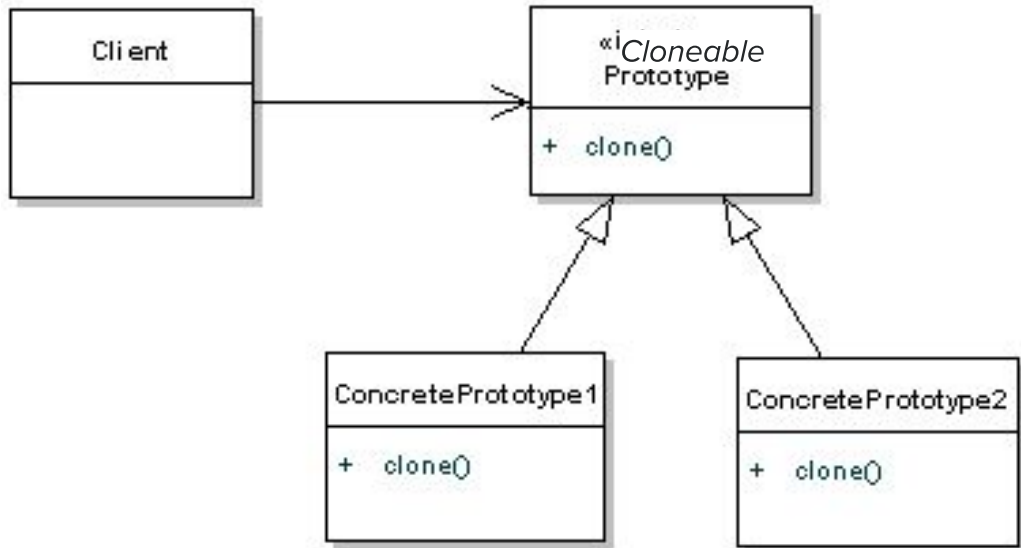 Client
«i
Cloneable
Prototype
+ clone()
ConcretePrototype1
+ clone()
ConcretePrototype2
+ clone()